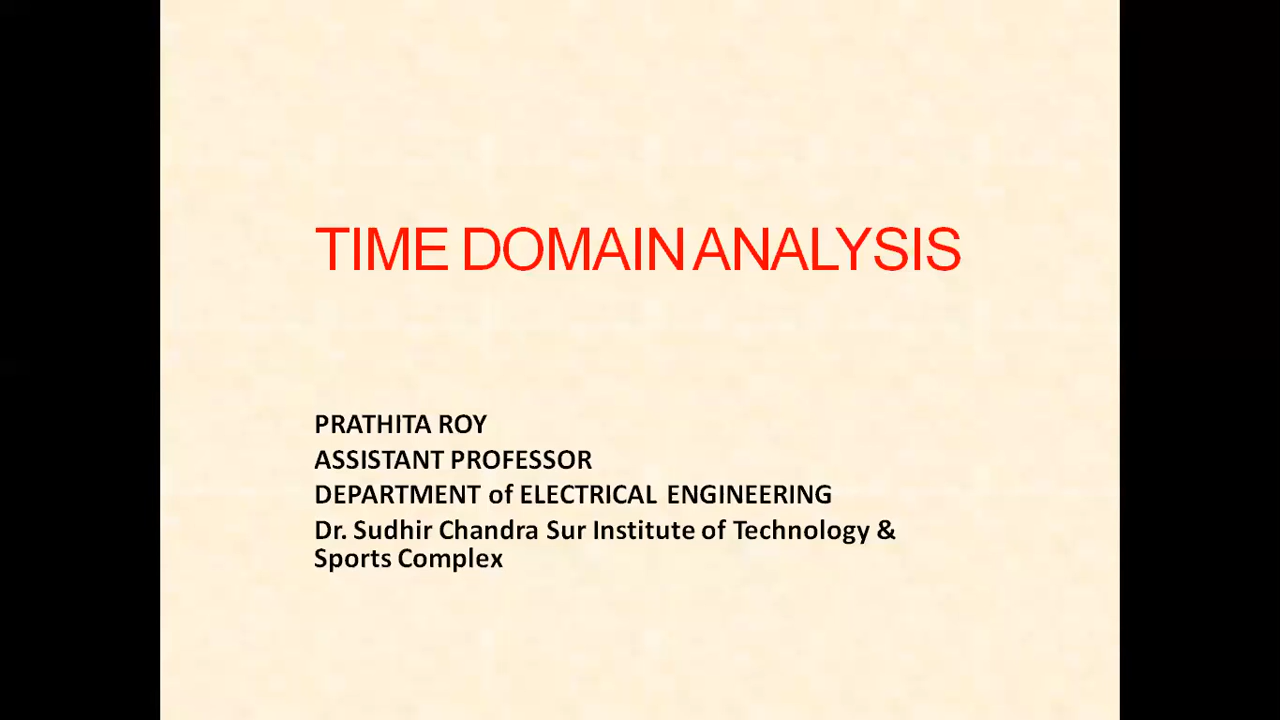 TIME DOMAIN ANALYSIS
PRATHITA ROY
ASSISTANT PROFESSOR
DEPARTMENT of ELECTRICAL ENGINEERING
Dr. Sudhir Chandra Sur Institute of Technology &
Sports Complex